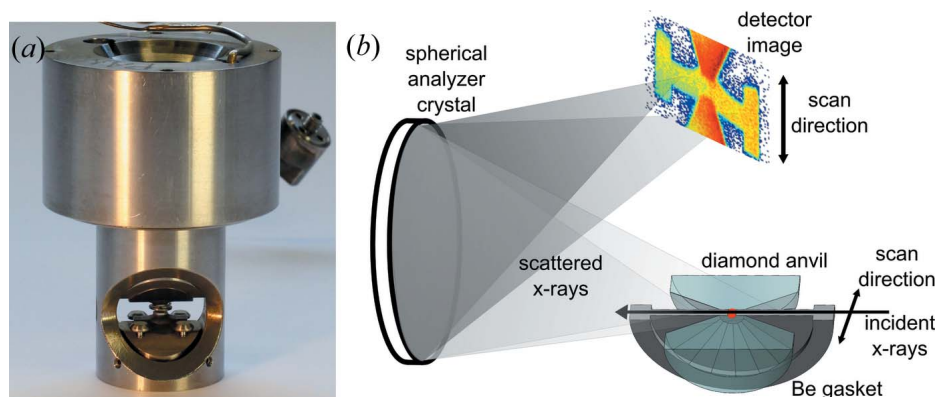 (a)
(b)
spherical
analyzer
crystal
detector
image
scan
direction
scattered
x-rays
diamond anvil
scan
direction
incident
x-rays
Be gasket